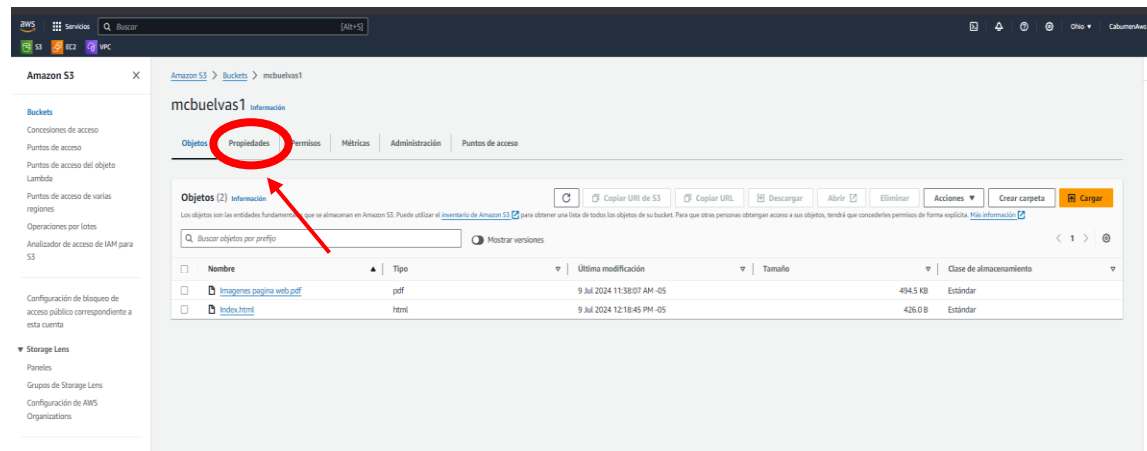 aws Servicios Buscar [Alt+S] Ohio CabumenAws
S3 EC2 VPC
Amazon S3
Buckets
Concesiones de acceso
Puntos de acceso
Puntos de acceso del objeto
Lambda
Puntos de acceso de varias
regiones
Operaciones por lotes
Analizador de acceso de IAM para
S3
Configuración de bloqueo de
acceso público correspondiente a
esta cuenta
Storage Lens
Paneles
Grupos de Storage Lens
Configuración de AWS
Organizations
Amazon S3 > Buckets > mcbuelvas1
mcbuelvas1 Información
Objetos Propiedades Permisos Métricas Administración Puntos de acceso
Objetos (2) Información Copiar URI de S3 Copiar URL Descargar Abrir Eliminar Acciones Crear carpeta Cargar
Los objetos son las entidades fundamentales que se almacenan en Amazon S3. Puede utilizar el inventario de Amazon S3 para obtener una lista de todos los objetos de su bucket. Para que otras personas obtengan acceso a sus objetos, tendrá que concederles permisos de forma explícita. Más información
Buscar objetos por prefijo Mostrar versiones < 1 >
Nombre Tipo Última modificación Tamaño Clase de almacenamiento
Imagenes pagina web.pdf pdf 9 Jul 2024 11:38:07 AM -05 494.5 KB Estándar
Index.html html 9 Jul 2024 12:18:45 PM -05 426.0 B Estándar